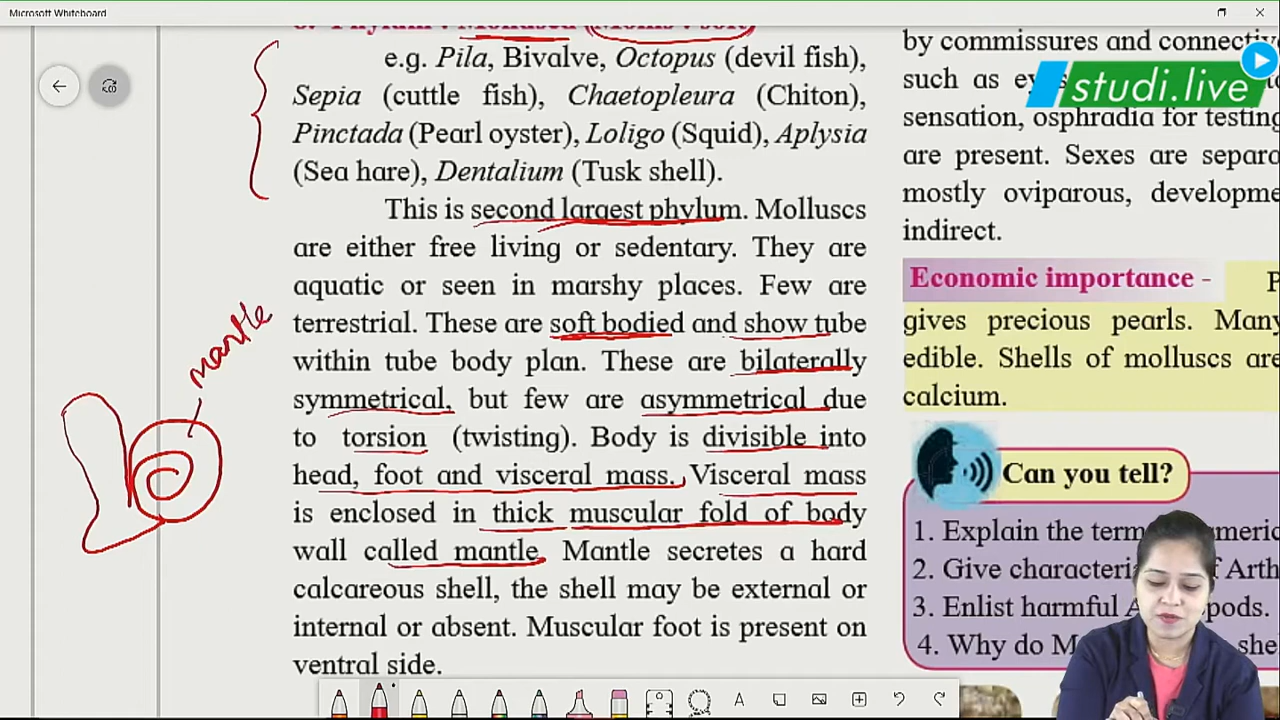 Microsoft Whiteboard
e.g. Pila, Bivalve, Octopus (devil fish),
Sepia (cuttle fish), Chaetopleura (Chiton),
Pinctada (Pearl oyster), Loligo (Squid), Aplysia
(Sea hare), Dentalium (Tusk shell).
This is second largest phylum. Molluscs
are either free living or sedentary. They are
aquatic or seen in marshy places. Few are
terrestrial. These are soft bodied and show tube
within tube body plan. These are bilaterally
symmetrical, but few are asymmetrical due
to torsion (twisting). Body is divisible into
head, foot and visceral mass. Visceral mass
is enclosed in thick muscular fold of body
wall called mantle. Mantle secretes a hard
calcareous shell, the shell may be external or
internal or absent. Muscular foot is present on
ventral side.
mantle
by commissures and
such as
studi.live
sensation, osphradia for testing
are present. Sexes are
mostly oviparous,
indirect.
Economic importance -
gives precious pearls. Many
edible. Shells of molluscs are
calcium.
Can you tell?
1. Explain the term
2. Give
3. Enlist harmful
4. Why do
A